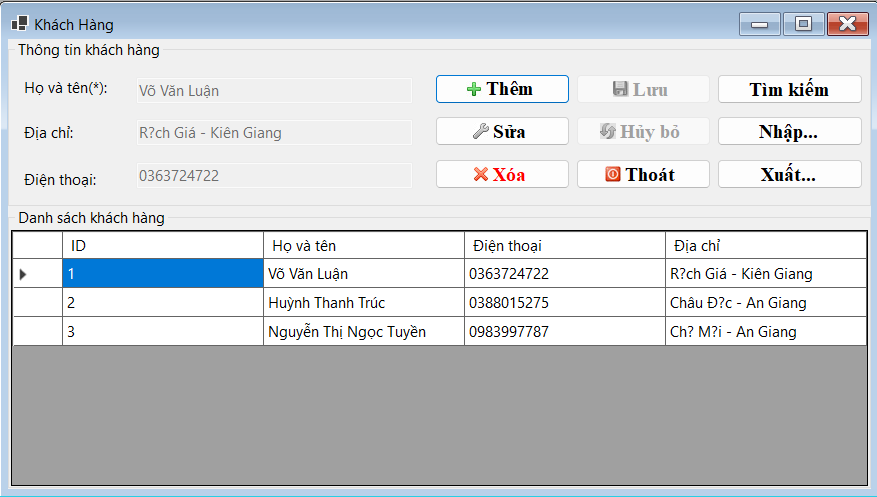 Khách Hàng
Thông tin khách hàng
Họ và tên(*): Võ Văn Luận Thêm Lưu Tìm kiếm
Địa chỉ: R?ch Giá - Kiên Giang Sửa Hủy bỏ Nhập...
Điện thoại: 0363724722 Xóa Thoát Xuất...
Danh sách khách hàng
ID Họ và tên Điện thoại Địa chỉ
1 Võ Văn Luận 0363724722 R?ch Giá - Kiên Giang
2 Huỳnh Thanh Trúc 0388015275 Châu Đ?c - An Giang
3 Nguyễn Thị Ngọc Tuyền 0983997787 Ch? M?i - An Giang